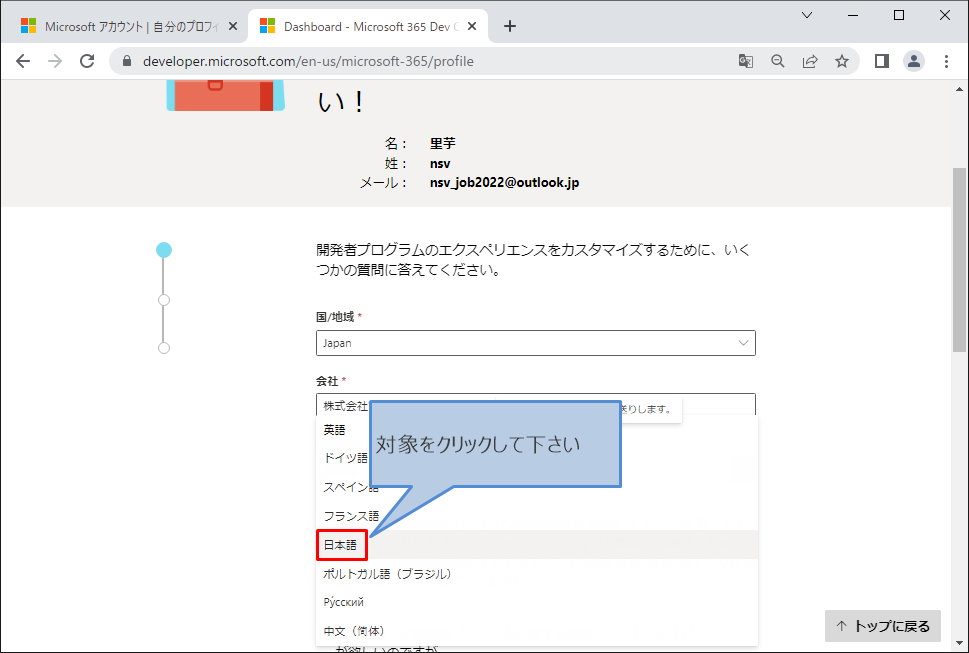 Microsoft アカウント | 自分のプロフィ
Dashboard - Microsoft 365 Dev
developer.microsoft.com/en-us/microsoft-365/profile
い！
名： 里芋
姓： nsv
メール： nsv_job2022@outlook.jp
開発者プログラムのエクスペリエンスをカスタマイズするために、いく
つかの質問に答えてください。
国/地域 *
Japan
会社 *
株式会社
送りします。
対象をクリックして下さい
英語
ドイツ語
スペイン語
フランス語
日本語
ポルトガル語（ブラジル）
Русский
中文（简体）
が欲しいのですが
↑ トップに戻る